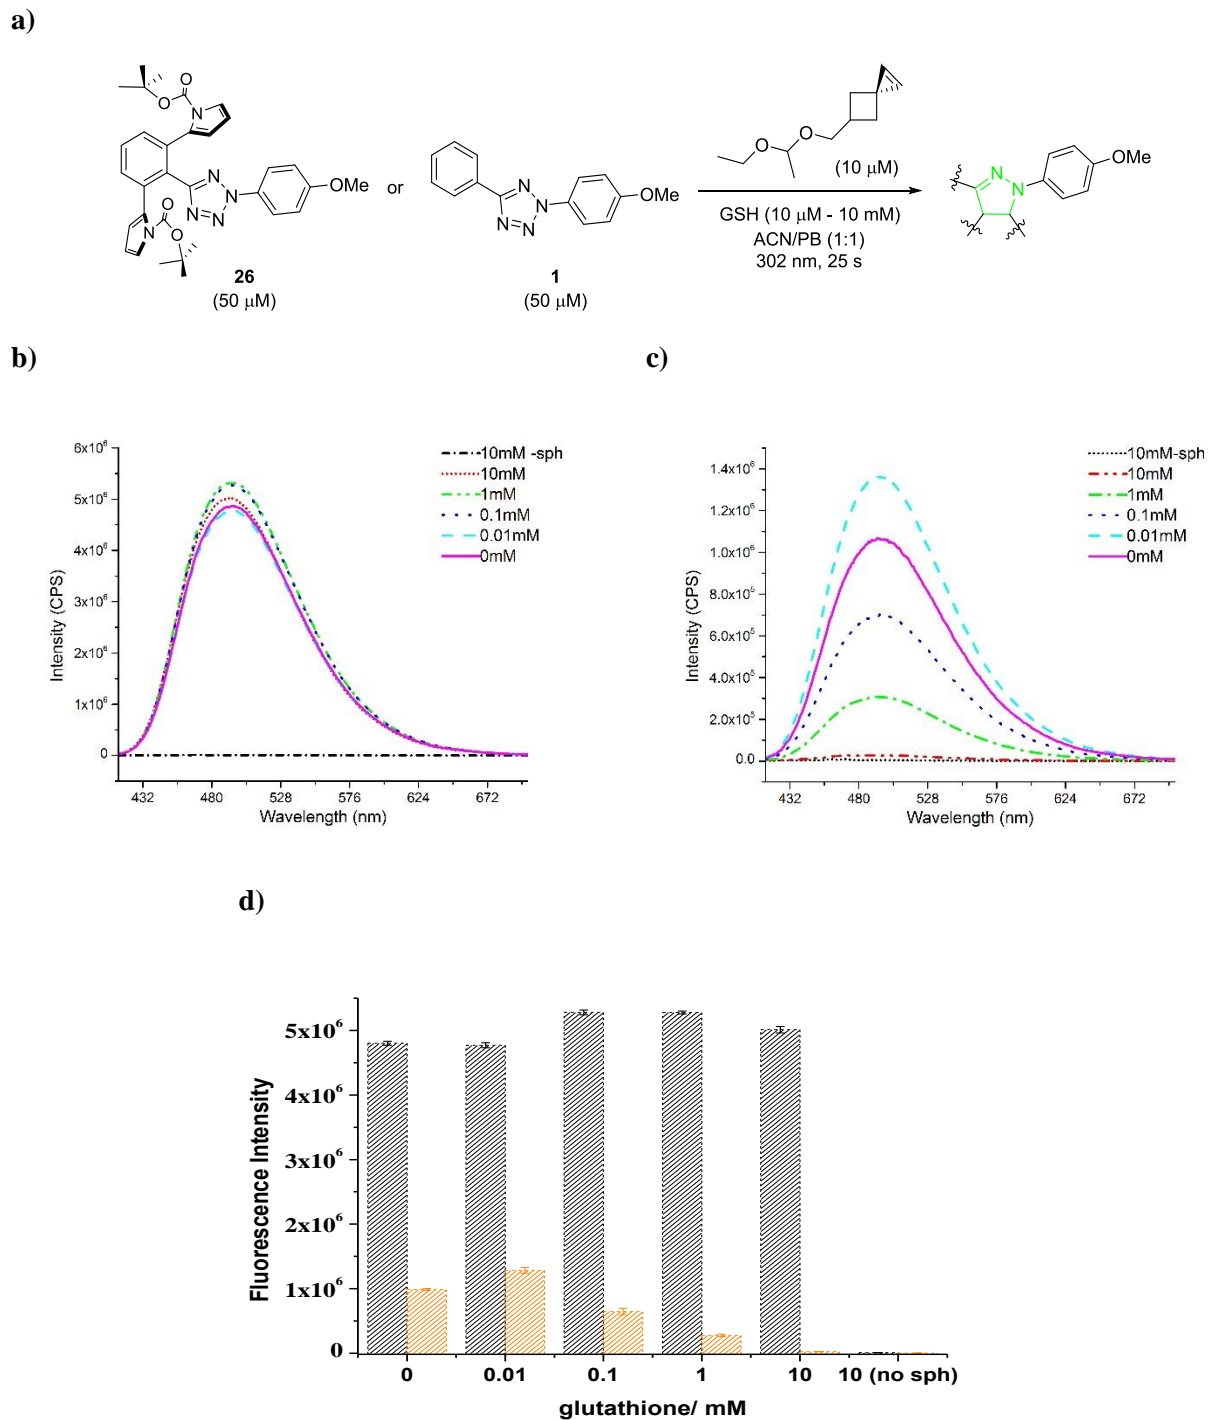 a)
O
O
N
N
N
N
N
OMe
O
N
O
26
(50 μM)
or
N
N
N
N
OMe
1
(50 μM)
O
O
(10 μM)
GSH (10 μM - 10 mM)
ACN/PB (1:1)
302 nm, 25 s
N
N
OMe
b)
6x10⁶
5x10⁶
4x10⁶
3x10⁶
2x10⁶
1x10⁶
0
Intensity (CPS)
432 480 528 576 624 672
Wavelength (nm)
10mM -sph
10mM
1mM
0.1mM
0.01mM
0mM
c)
1.4x10⁶
1.2x10⁶
1.0x10⁶
8.0x10⁵
6.0x10⁵
4.0x10⁵
2.0x10⁵
0.0
Intensity (CPS)
432 480 528 576 624 672
Wavelength (nm)
10mM-sph
10mM
1mM
0.1mM
0.01mM
0mM
d)
5x10⁶
4x10⁶
3x10⁶
2x10⁶
1x10⁶
0
Fluorescence Intensity
0 0.01 0.1 1 10 10 (no sph)
glutathione/ mM